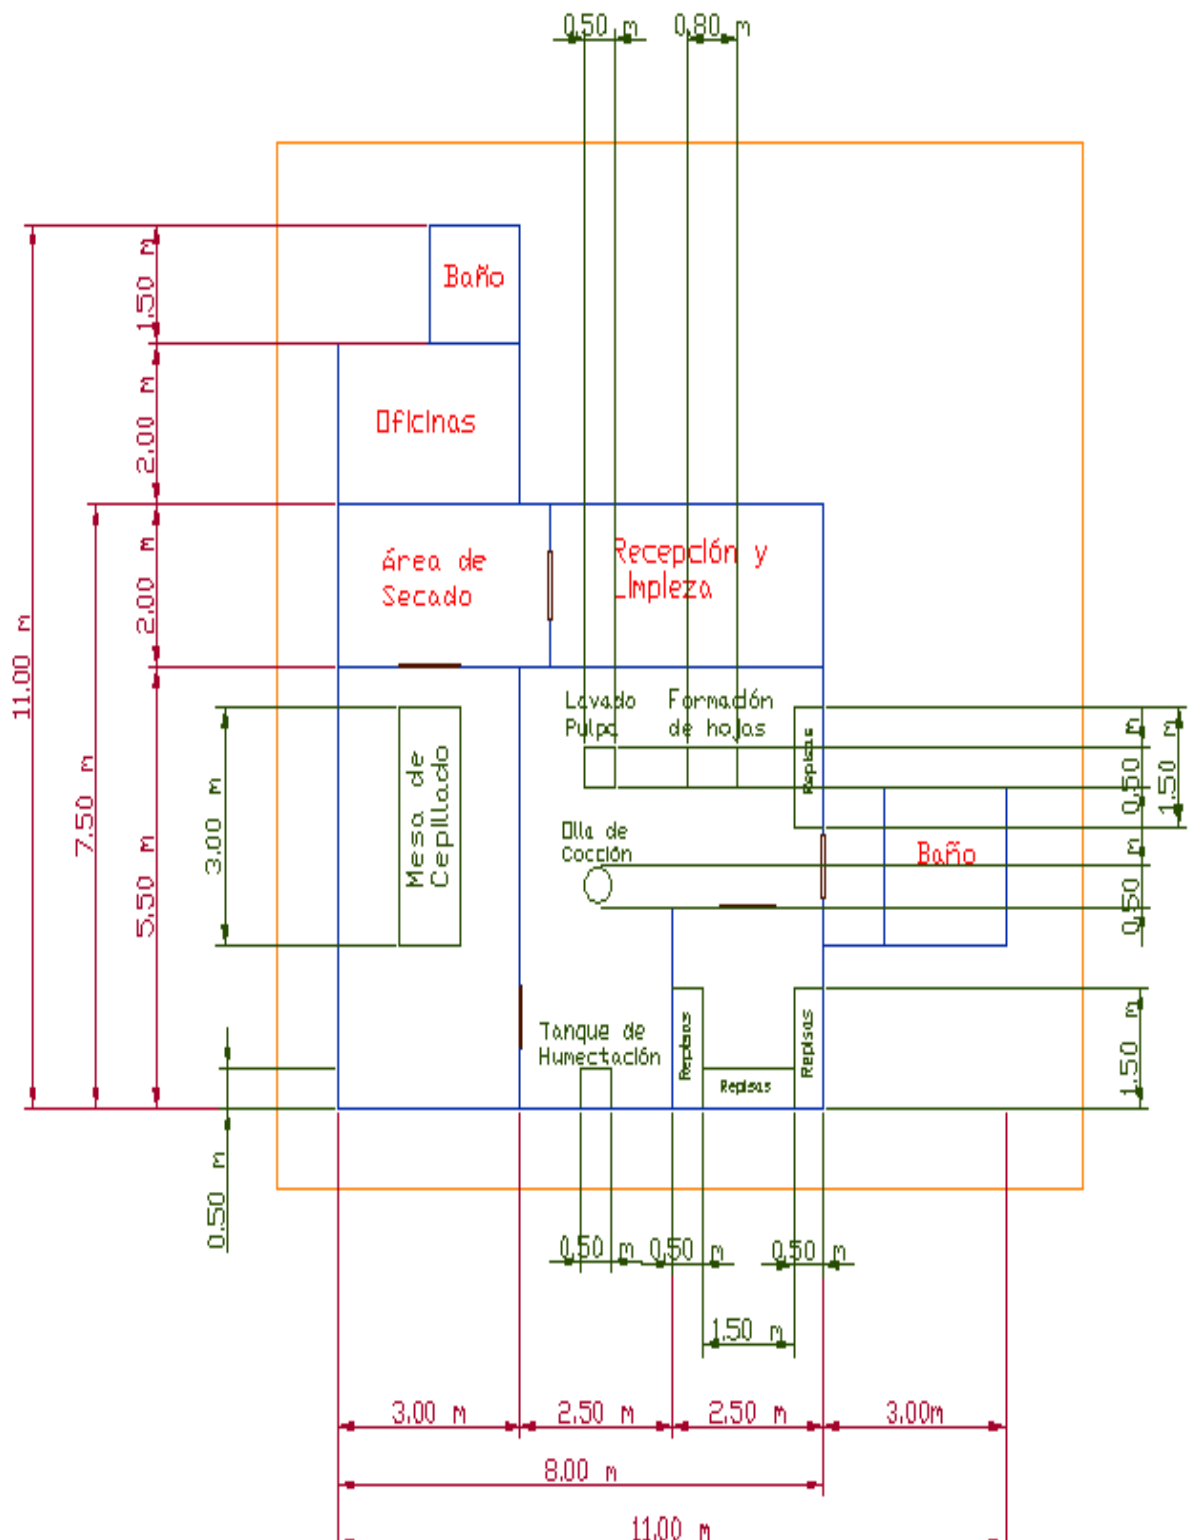 0.50 m
0.80 m
Baño
1.50 m
Oficinas
2.00 m
Área de
Secado
Recepción y
Limpieza
2.00 m
11.00 m
7.50 m
5.50 m
3.00 m
Mesa de
Cepillado
Lavado
Pulpa
Formación
de hojas
Repisas
0.50 m
1.50 m
Olla de
Cocción
Baño
0.50 m
Tanque de
Humectación
Repisas
Repisas
Repisas
1.50 m
0.50 m
0.50 m
0.50 m
0.50 m
1.50 m
3.00 m
2.50 m
2.50 m
3.00m
8.00 m
11.00 m